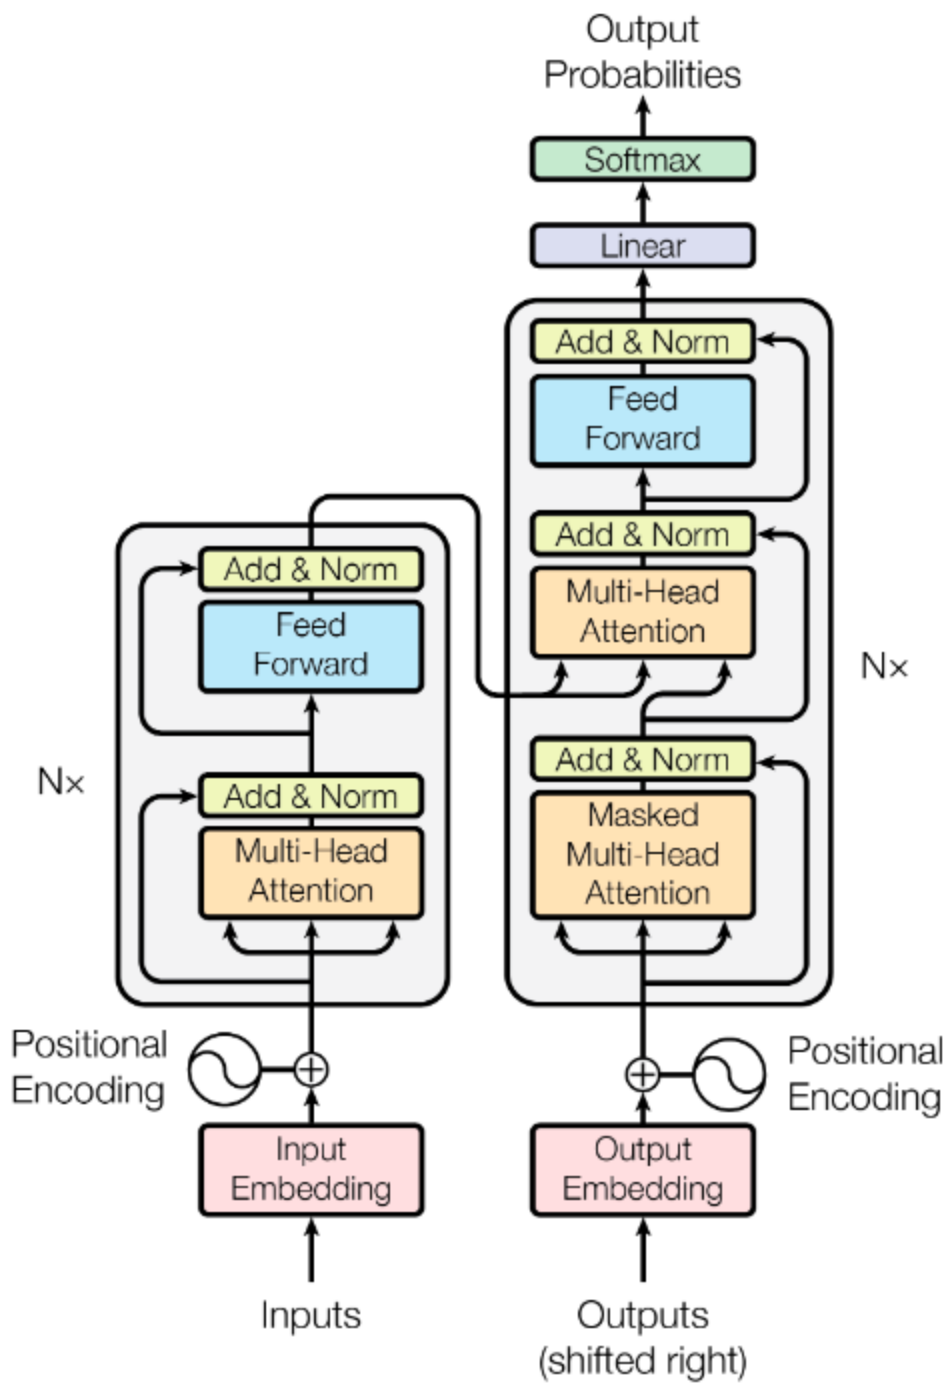 Output
Probabilities
Softmax
Linear
Add & Norm
Feed
Forward
Add & Norm
Multi-Head
Attention
Nx
Add & Norm
Masked
Multi-Head
Attention
Add & Norm
Feed
Forward
Nx
Add & Norm
Multi-Head
Attention
Positional
Encoding
Positional
Encoding
Input
Embedding
Output
Embedding
Inputs
Outputs
(shifted right)